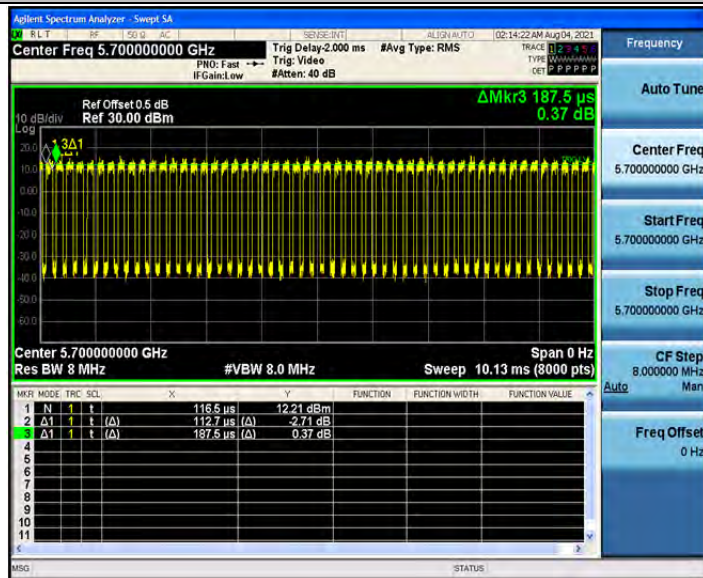 Agilent Spectrum Analyzer - Swept SA
RL T RF 50 Ω AC SENSE:INT ALIGN AUTO 02:14:22 AM Aug 04, 2021
Center Freq 5.700000000 GHz
PNO: Fast
IFGain:Low
Trig Delay-2.000 ms
Trig: Video
#Atten: 40 dB
#Avg Type: RMS
TRACE 1 2 3 4 5 6
TYPE
DET P P P P P P
Ref Offset 0.5 dB
10 dB/div Ref 30.00 dBm
Log
ΔMkr3 187.5 µs
0.37 dB
3Δ1
20.0
10.0
0.00
-10.0
-20.0
-30.0
-40.0
-50.0
-60.0
Center 5.700000000 GHz Span 0 Hz
Res BW 8 MHz #VBW 8.0 MHz Sweep 10.13 ms (8000 pts)
MKR MODE TRC SCL X Y FUNCTION FUNCTION WIDTH FUNCTION VALUE
1 N 1 t 116.5 µs 12.21 dBm
2 Δ1 1 t (Δ) 112.7 µs (Δ) -2.71 dB
3 Δ1 1 t (Δ) 187.5 µs (Δ) 0.37 dB
4
5
6
7
8
9
10
11
MSG STATUS
Frequency
Auto Tune
Center Freq
5.700000000 GHz
Start Freq
5.700000000 GHz
Stop Freq
5.700000000 GHz
CF Step
8.000000 MHz
Auto Man
Freq Offset
0 Hz